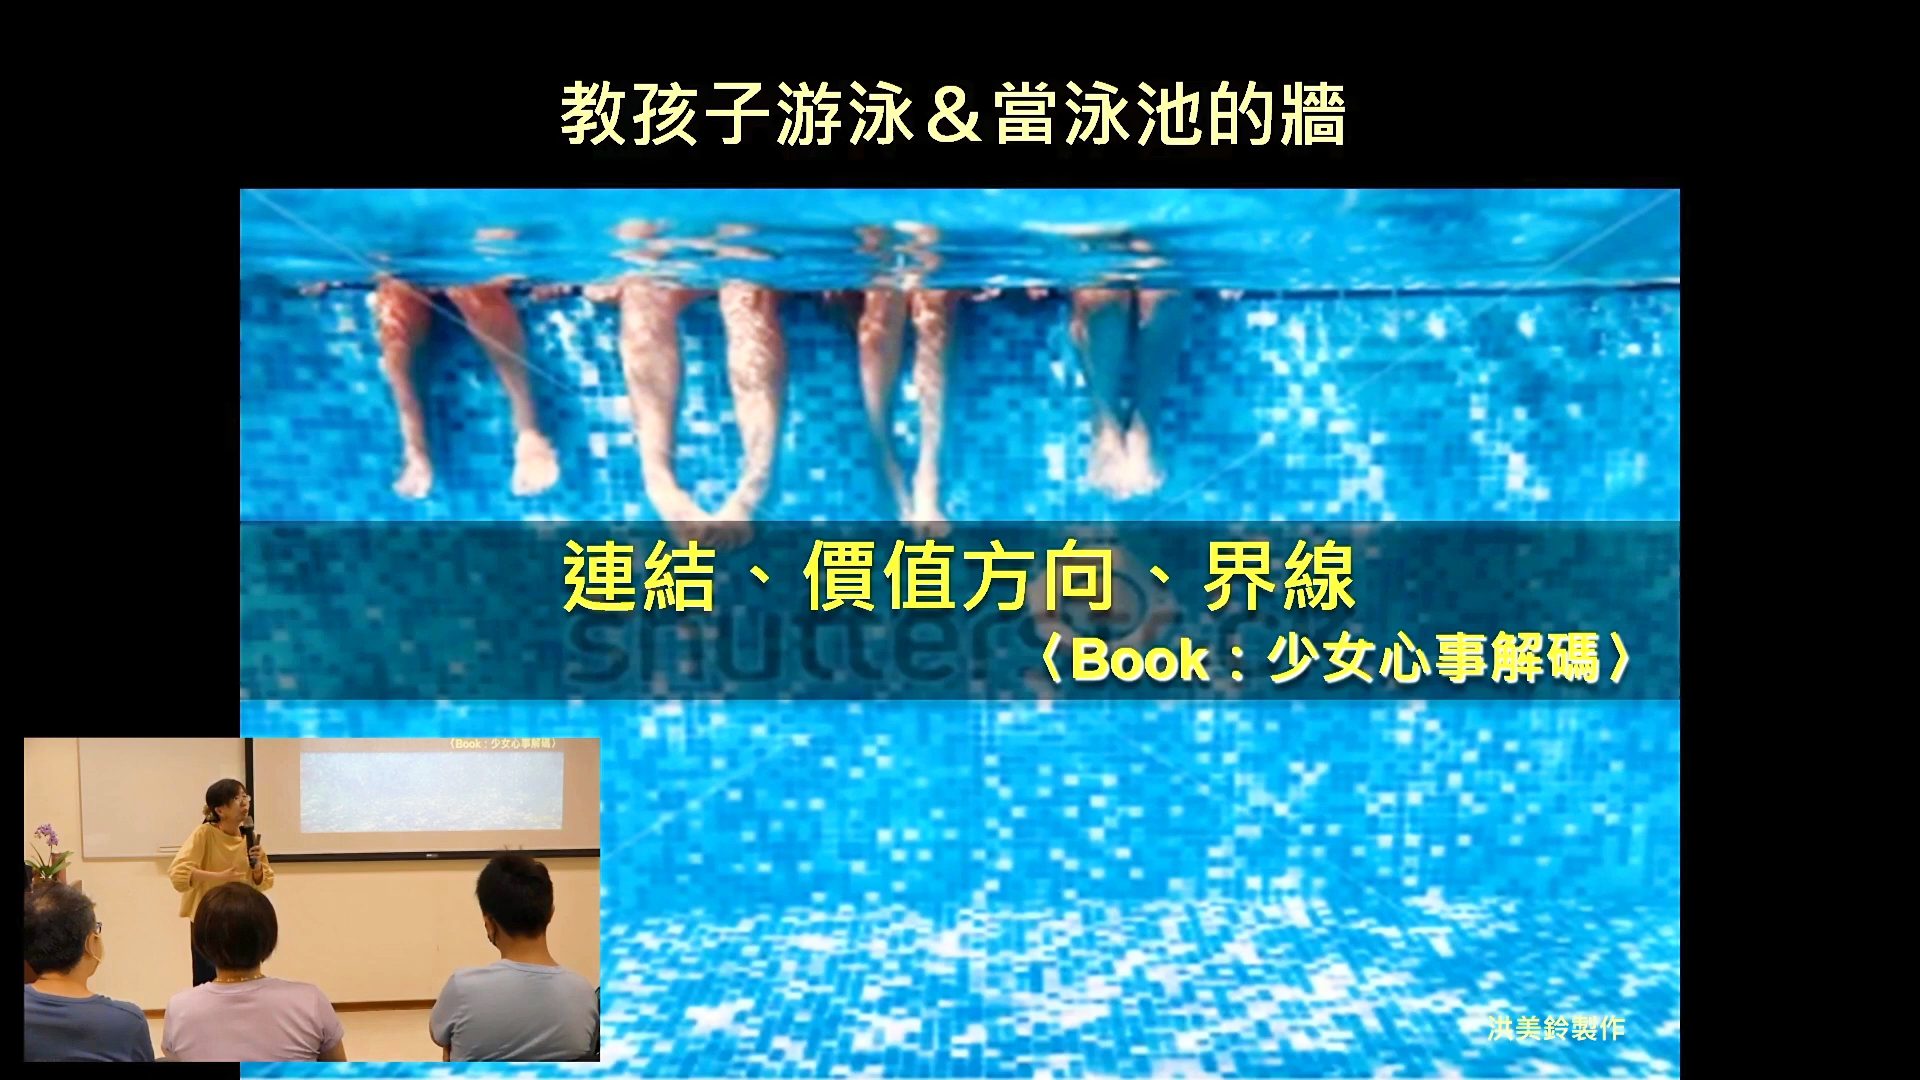 教孩子游泳＆當泳池的牆
連結、價值方向、界線
shutterst
〈Book：少女心事解碼〉
〈Book：少女心事解碼〉
洪美鈴製作